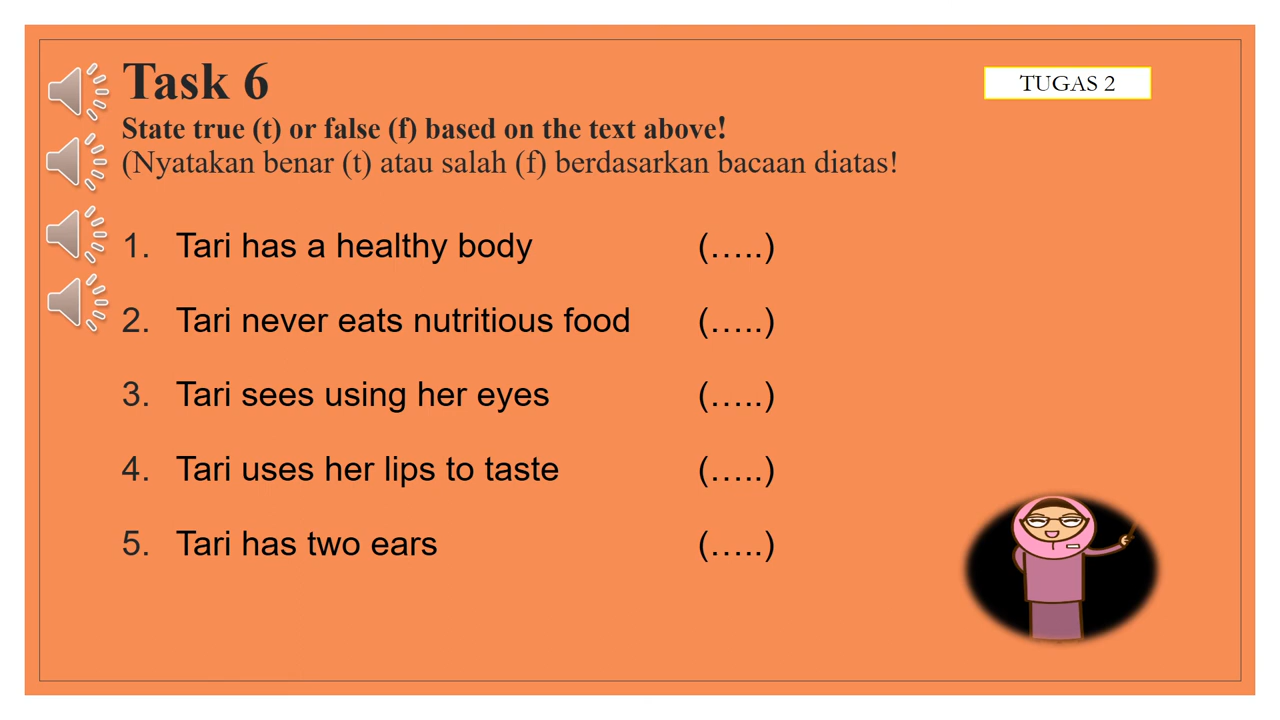 Task 6
TUGAS 2
State true (t) or false (f) based on the text above!
(Nyatakan benar (t) atau salah (f) berdasarkan bacaan diatas!
1. Tari has a healthy body (…..)
2. Tari never eats nutritious food (…..)
3. Tari sees using her eyes (…..)
4. Tari uses her lips to taste (…..)
5. Tari has two ears (…..)